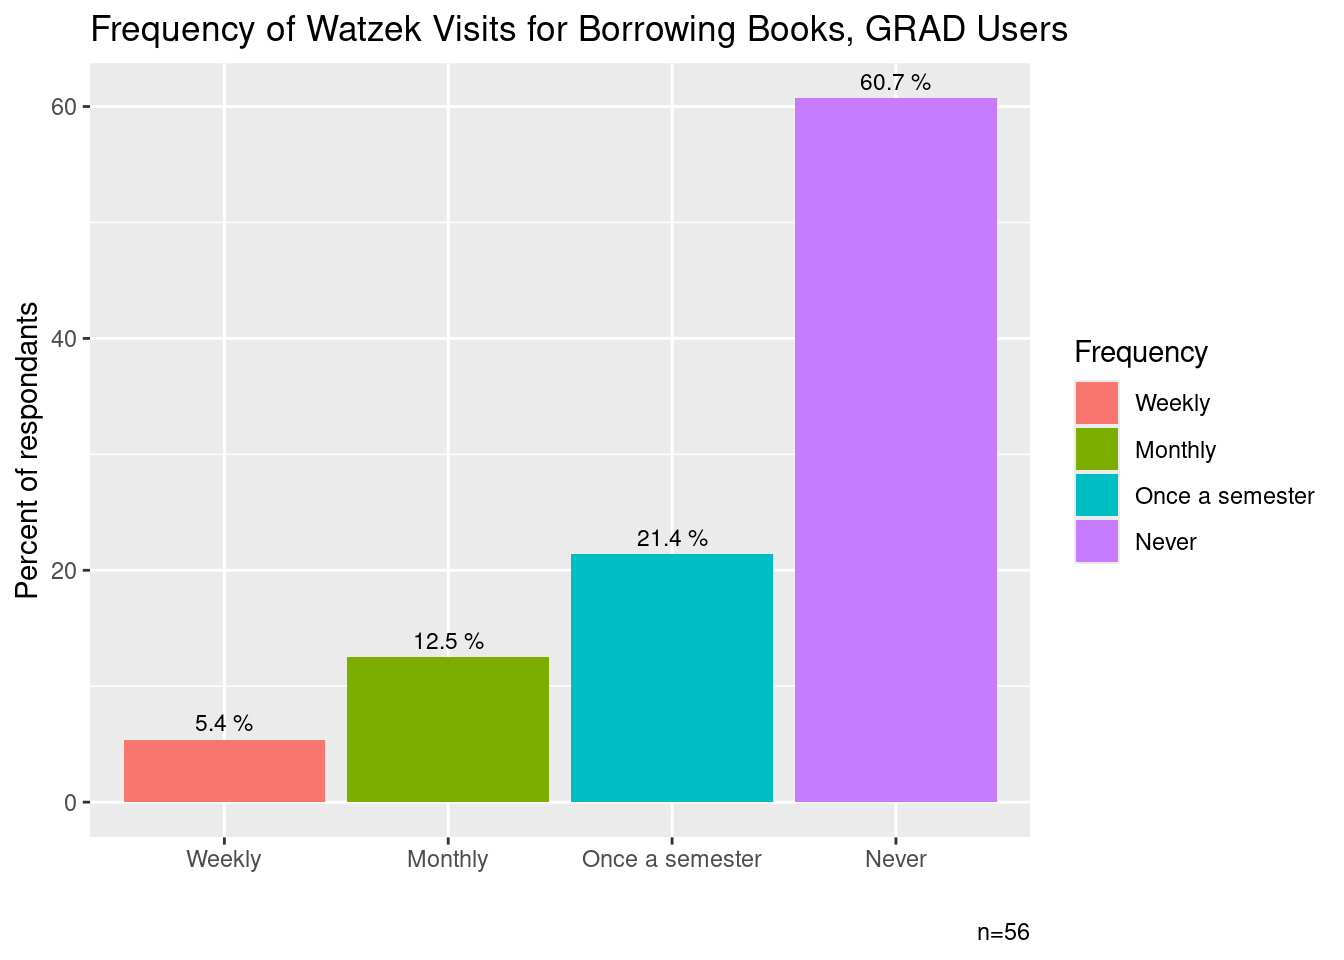 Frequency of Watzek Visits for Borrowing Books, GRAD Users
Percent of respondants
60
40
20
0
5.4 %
12.5 %
21.4 %
60.7 %
Weekly
Monthly
Once a semester
Never
Frequency
Weekly
Monthly
Once a semester
Never
n=56